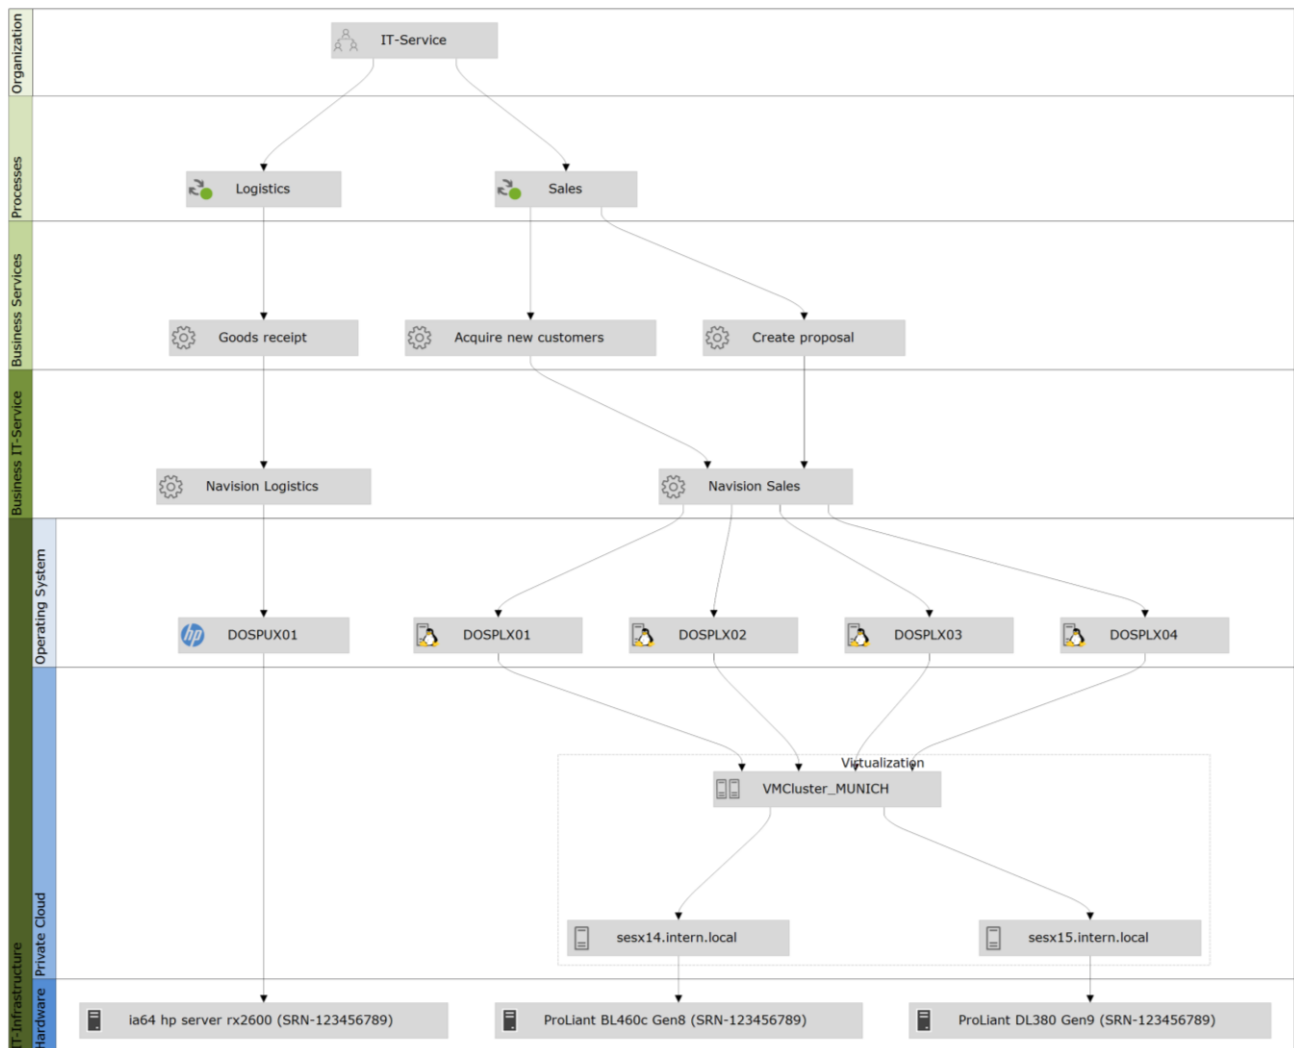 Organization
IT-Service
Processes
Logistics
Sales
Business Services
Goods receipt
Acquire new customers
Create proposal
Business IT-Service
Navision Logistics
Navision Sales
IT-Infrastructure
Operating System
hp
DOSPUX01
DOSPLX01
DOSPLX02
DOSPLX03
DOSPLX04
Private Cloud
Virtualization
VMCluster_MUNICH
sesx14.intern.local
sesx15.intern.local
Hardware
ia64 hp server rx2600 (SRN-123456789)
ProLiant BL460c Gen8 (SRN-123456789)
ProLiant DL380 Gen9 (SRN-123456789)